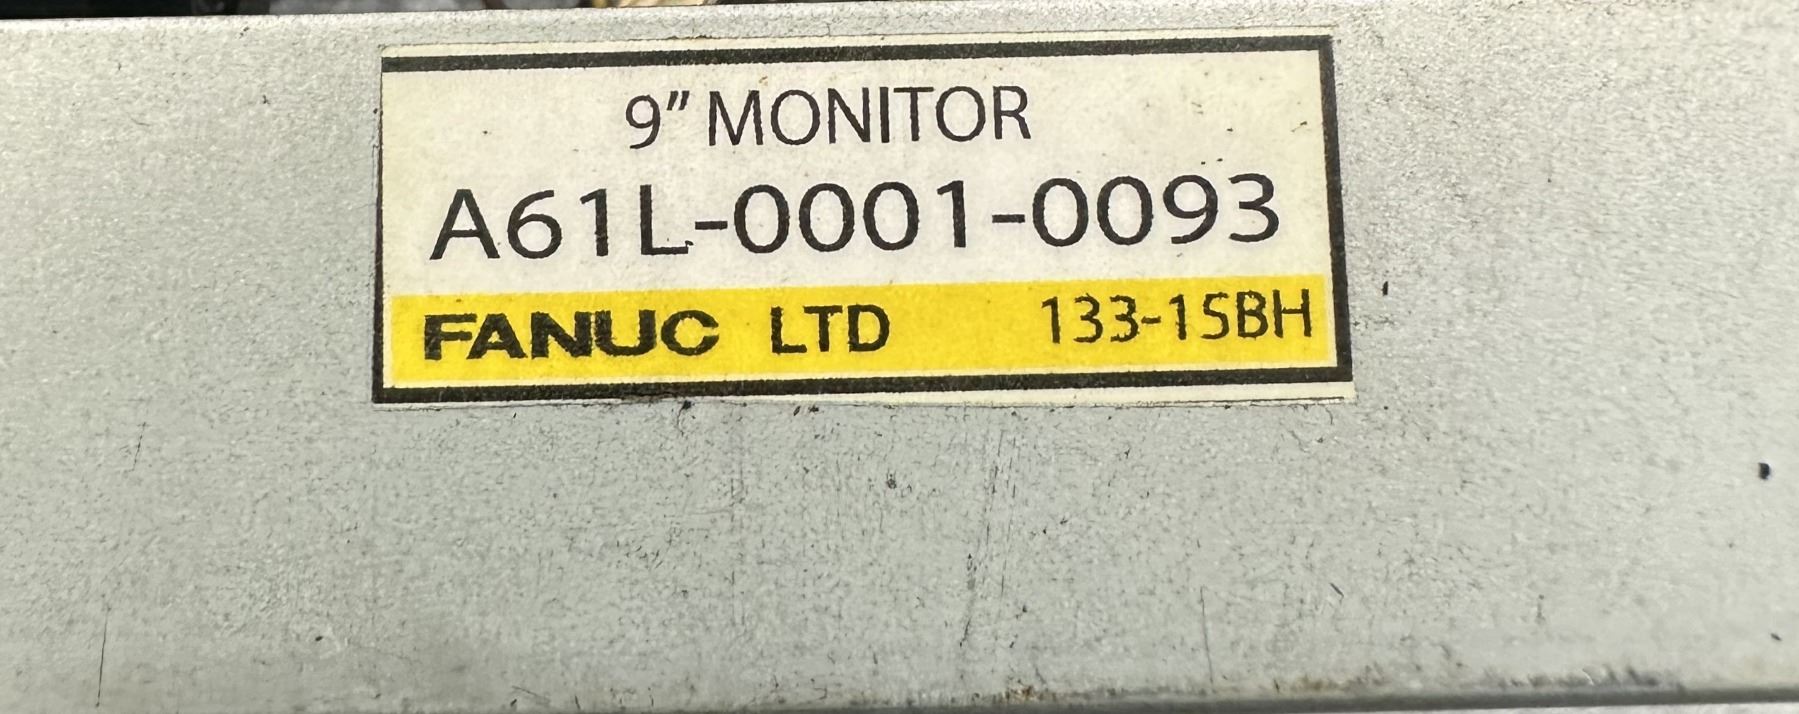 9" MONITOR
A61L-0001-0093
FANUC LTD 133-15BH